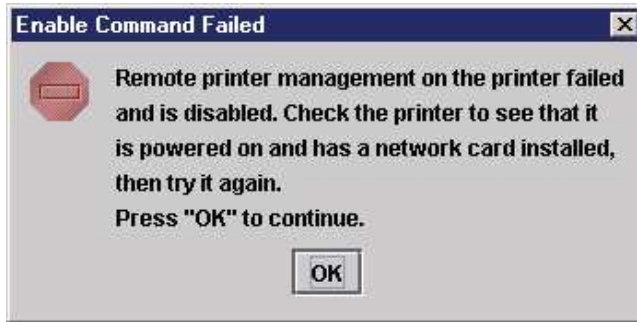 Enable Command Failed
Remote printer management on the printer failed
and is disabled. Check the printer to see that it
is powered on and has a network card installed,
then try it again.
Press "OK" to continue.
OK